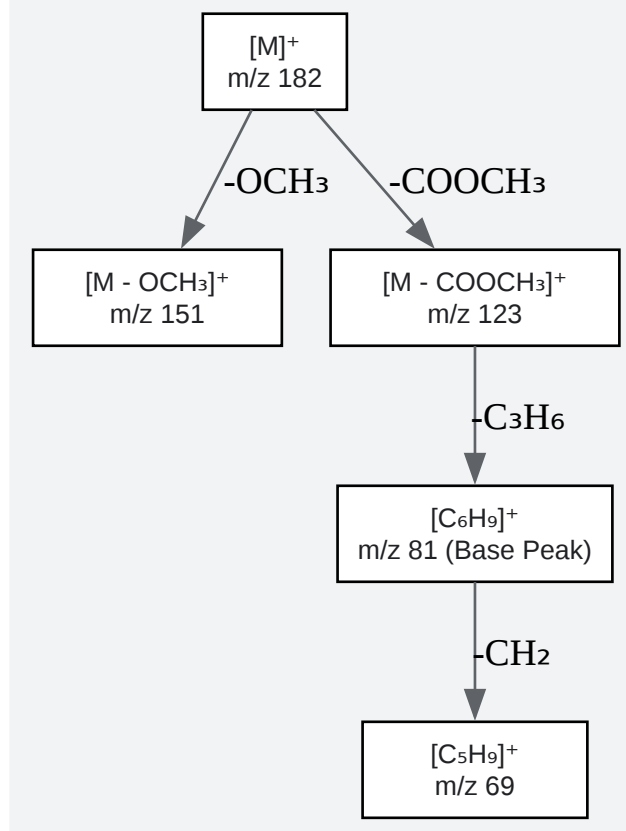 [M]⁺
m/z 182
-OCH₃
-COOCH₃
[M - OCH₃]⁺
m/z 151
[M - COOCH₃]⁺
m/z 123
-C₃H₆
[C₆H₉]⁺
m/z 81 (Base Peak)
-CH₂
[C₅H₉]⁺
m/z 69